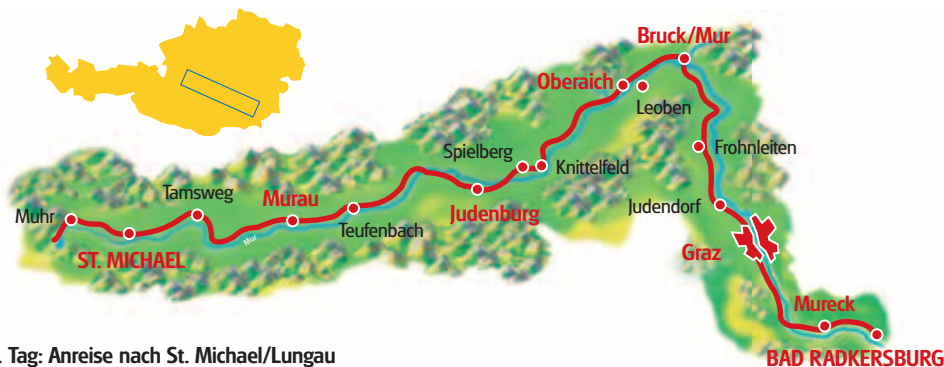 Bruck/Mur
Oberaich
Leoben
Spielberg
Frohnleiten
Knittelfeld
Tamsweg
Murau
Muhr
Judenburg
Judendorf
Teufenbach
Mur
ST. MICHAEL
Graz
Mureck
. Tag: Anreise nach St. Michael/Lungau
BAD RADKERSBURG